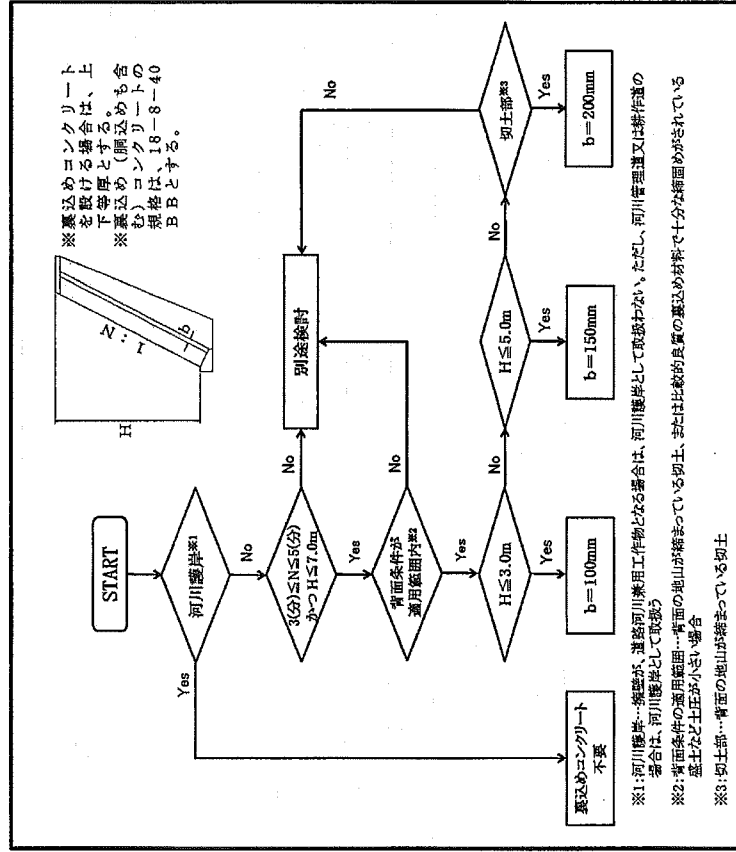 START
河川護岸※1
Yes
No
裏込めコンクリート
不要
3(分)≦N≦5(分)
かつ H≦7.0m
No
Yes
別途検討
背面条件が
適用範囲内※2
No
Yes
H≦3.0m
No
Yes
b=100mm
H≦5.0m
No
Yes
b=150mm
切土部※3
No
Yes
b=200mm
H
1:N
b
※裏込めコンクリート
を設ける場合は、上
下等厚とする。
※裏込め（胴込めも含
む）コンクリートの
規格は、18-8-40
BBとする。
※1:河川護岸…擁壁が、道路河川兼用工作物となる場合は、河川護岸として取扱わない。ただし、河川管理道又は耕作道の
場合は、河川護岸として取扱う
※2:背面条件の適用範囲…背面の地山が締まっている切土、または比較的良質の裏込め材料で十分な締固めがされている
盛土など土圧が小さい場合
※3:切土部…背面の地山が締まっている切土